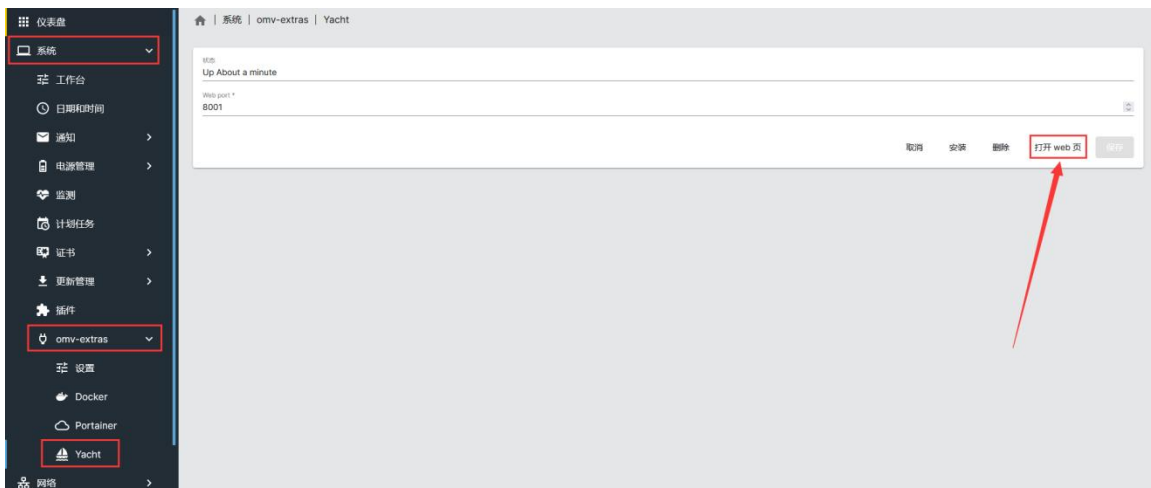 仪表盘
系统 | omv-extras | Yacht
系统
工作台
日期和时间
通知
电源管理
监测
计划任务
证书
更新管理
插件
omv-extras
设置
Docker
Portainer
Yacht
网络
状态
Up About a minute
Web port *
8001
取消 安装 删除 打开 web 页 保存